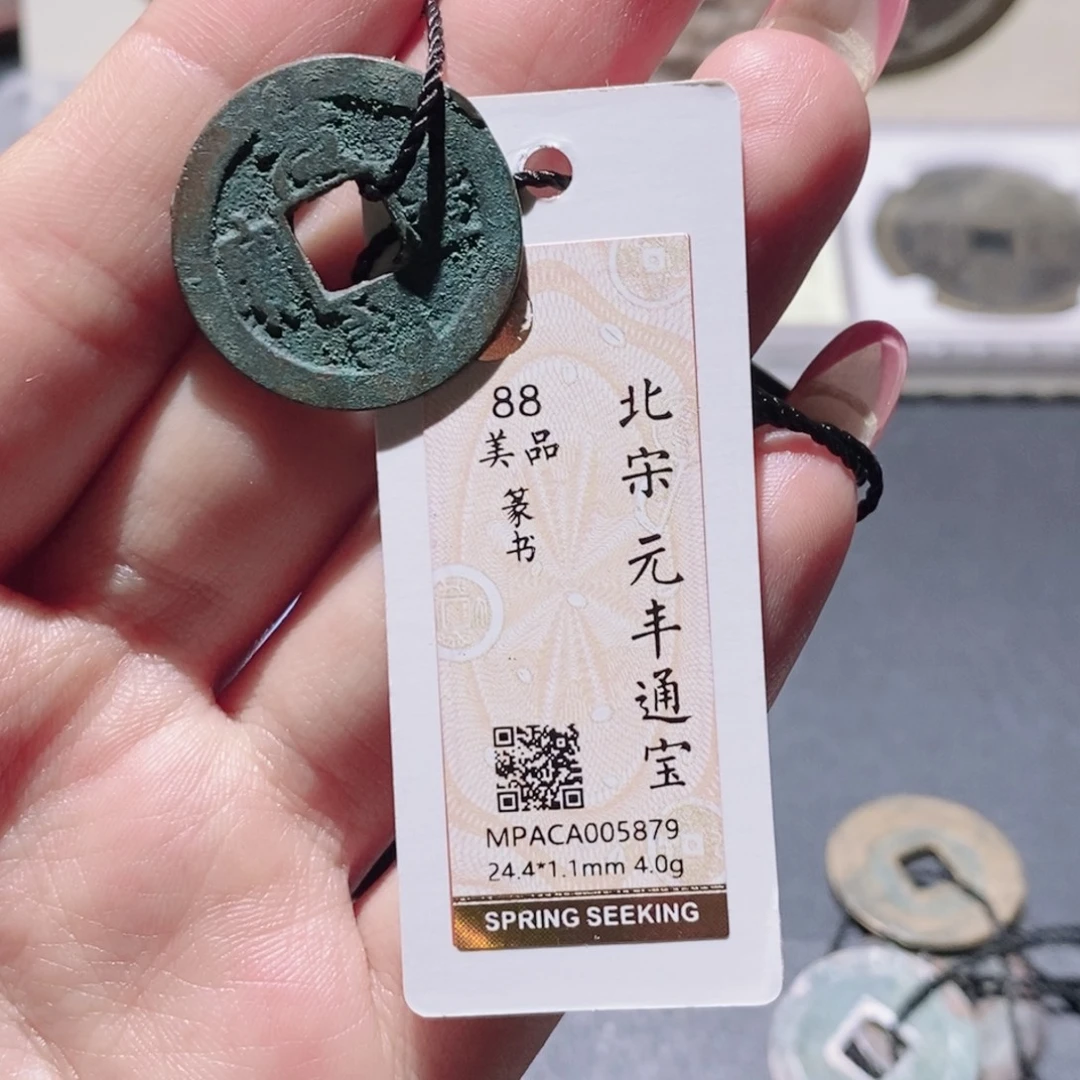 北宋元丰通宝
88
美品
篆书
MPACA005879
24.4*1.1mm 4.0g
SPRING SEEKING